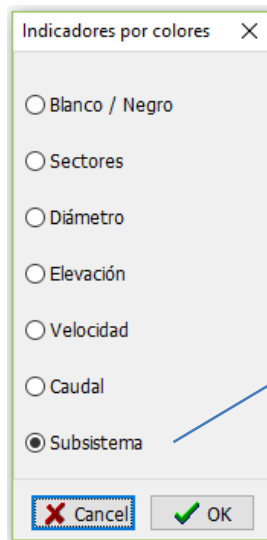 Indicadores por colores
Blanco / Negro
Sectores
Diámetro
Elevación
Velocidad
Caudal
Subsistema
Cancel OK